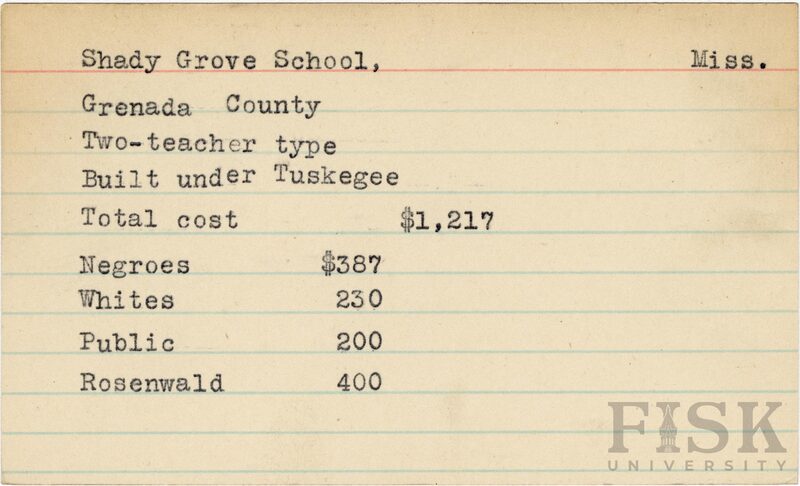 Shady Grove School, Miss.
Grenada County
Two-teacher type
Built under Tuskegee
Total cost $1,217
Negroes $387
Whites 230
Public 200
Rosenwald 400
FISK
UNIVERSITY